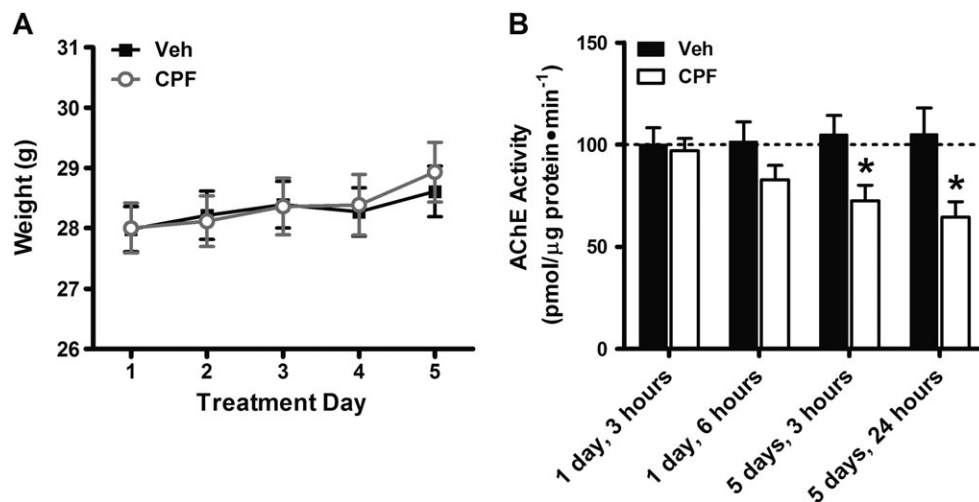 A
Veh
CPF
31
30
29
28
27
26
Weight (g)
1 2 3 4 5
Treatment Day
B
Veh
CPF
150
100
50
0
AChE Activity
(pmol/μg protein•min⁻¹)
* *
1 day, 3 hours
1 day, 6 hours
5 days, 3 hours
5 days, 24 hours